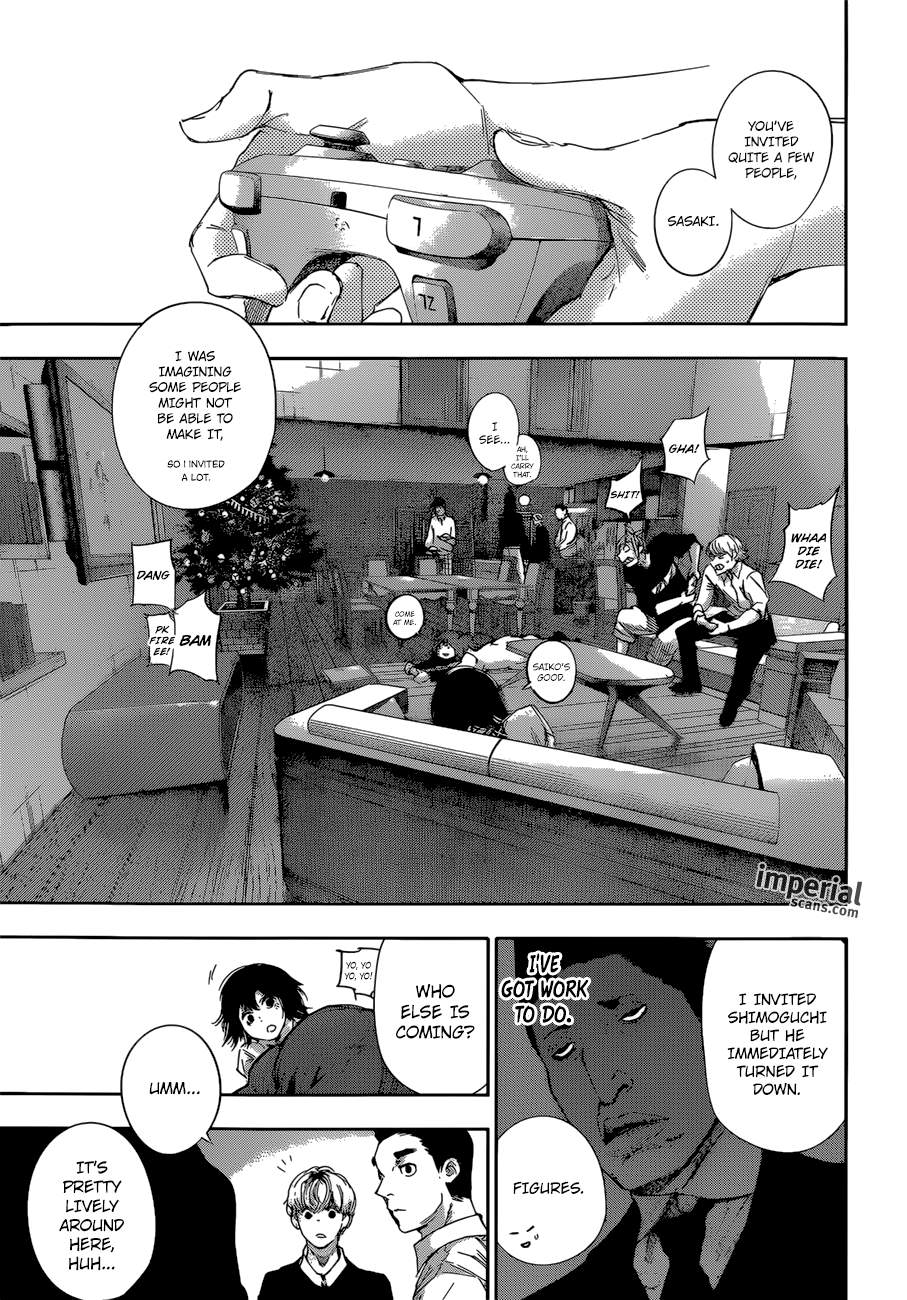 YOU'VE
INVITED
QUITE A FEW
PEOPLE,
SASAKI.
I WAS
IMAGINING
SOME PEOPLE
MIGHT NOT
BE ABLE TO
MAKE IT,
SO I INVITED
A LOT.
I
SEE...
AH,
I'LL
CARRY
THAT.
GHA!
SHIT!
WHAA
DIE
DIE!
DANG
PK
FIRE
EE!
BAM
COME
AT ME.
SAIKO'S
GOOD.
imperial
scans.com
I INVITED
SHIMOGUCHI
BUT HE
IMMEDIATELY
TURNED IT
DOWN.
I'VE
GOT WORK
TO DO.
FIGURES.
WHO
ELSE IS
COMING?
YO, YO
YO, YO!
UMM...
IT'S
PRETTY
LIVELY
AROUND
HERE,
HUH...